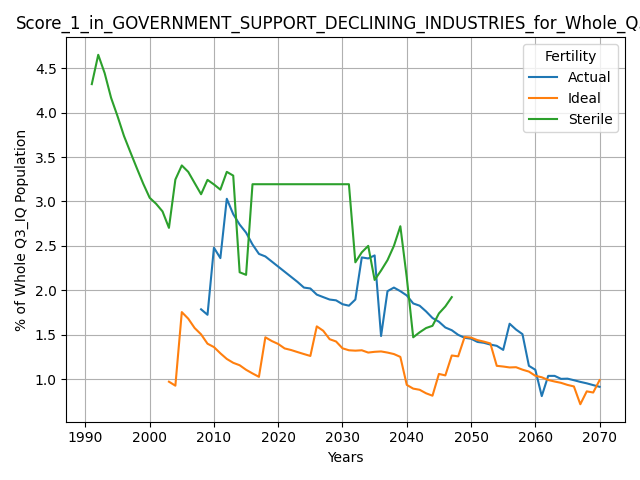 Score_1_in_GOVERNMENT_SUPPORT_DECLINING_INDUSTRIES_for_Whole_Q
Fertility
Actual
Ideal
Sterile
% of Whole Q3_IQ Population
4.5
4.0
3.5
3.0
2.5
2.0
1.5
1.0
1990 2000 2010 2020 2030 2040 2050 2060 2070
Years